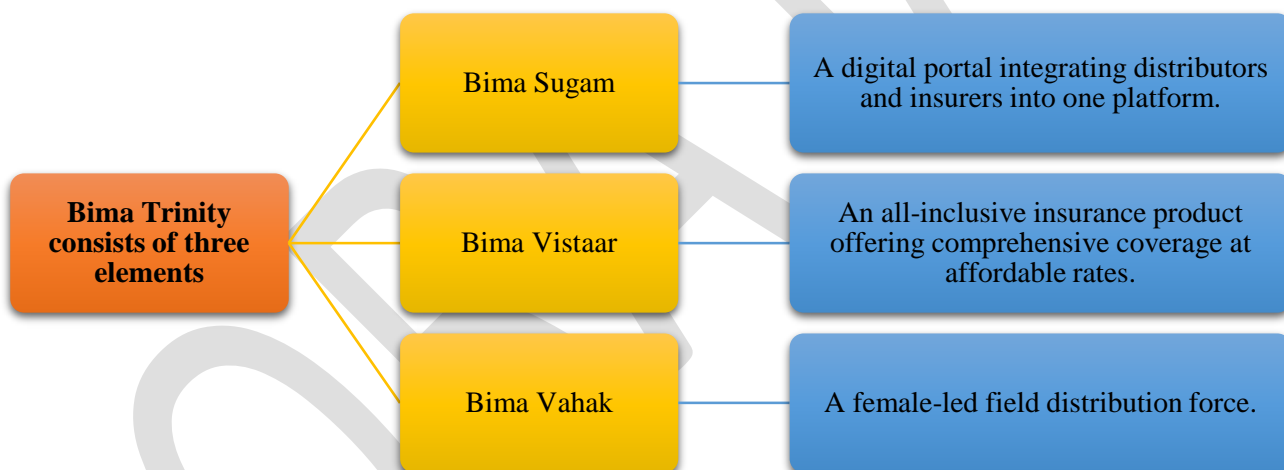 Bima Trinity
consists of three
elements
Bima Sugam
A digital portal integrating distributors
and insurers into one platform.
Bima Vistaar
An all-inclusive insurance product
offering comprehensive coverage at
affordable rates.
Bima Vahak
A female-led field distribution force.